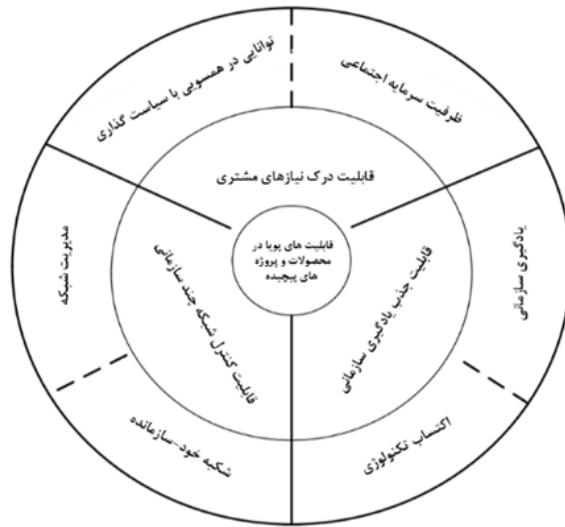 توانایی در همسویی با سیاست گذاری
ظرفیت سرمایه اجتماعی
قابلیت درک نیازهای مشتری
مدیریت شبکه
قابلیت کنترل شبکه چند سازمانی
قابلیت های پویا در
محصولات و پروژه
های پیچیده
قابلیت جذب یادگیری سازمانی
یادگیری سازمانی
شکبه خود-سازمانده
اکتساب تکنولوژی